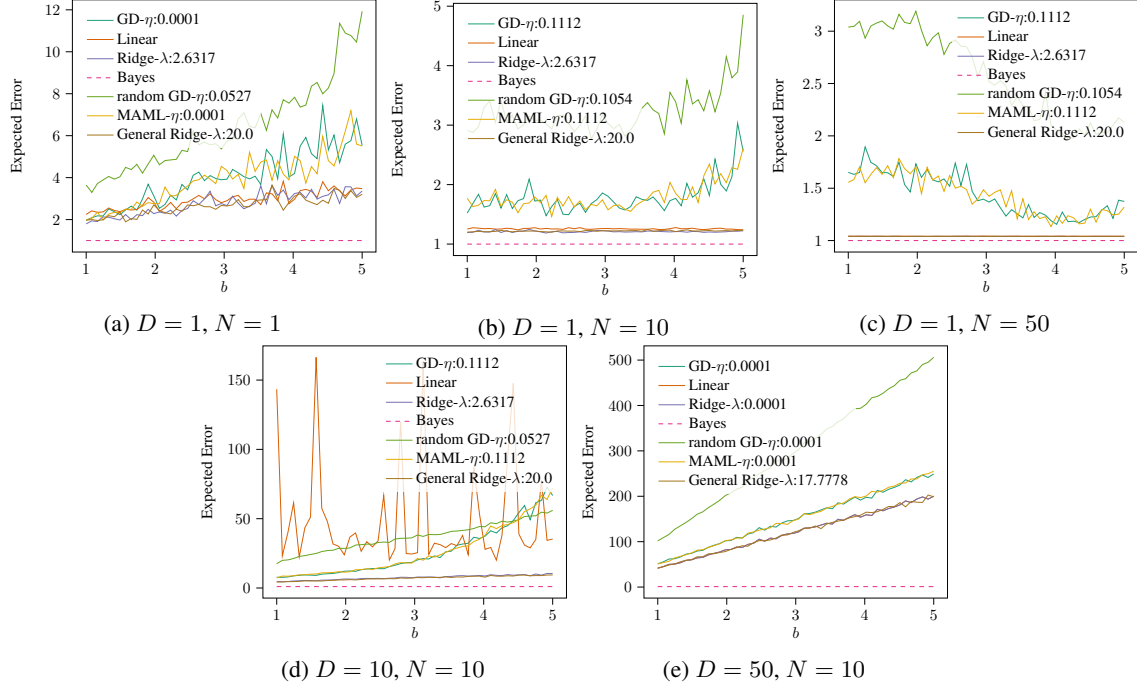 12
10
8
6
4
2
Expected Error
GD-η:0.0001
Linear
Ridge-λ:2.6317
Bayes
random GD-η:0.0527
MAML-η:0.0001
General Ridge-λ:20.0
1 2 3 4 5
b
(a) D = 1, N = 1
5
4
3
2
1
Expected Error
GD-η:0.1112
Linear
Ridge-λ:2.6317
Bayes
random GD-η:0.1054
MAML-η:0.1112
General Ridge-λ:20.0
1 2 3 4 5
b
(b) D = 1, N = 10
3
2.5
2
1.5
1
Expected Error
GD-η:0.1112
Linear
Ridge-λ:2.6317
Bayes
random GD-η:0.1054
MAML-η:0.1112
General Ridge-λ:20.0
1 2 3 4 5
b
(c) D = 1, N = 50
150
100
50
0
Expected Error
GD-η:0.1112
Linear
Ridge-λ:2.6317
Bayes
random GD-η:0.0527
MAML-η:0.1112
General Ridge-λ:20.0
1 2 3 4 5
b
(d) D = 10, N = 10
500
400
300
200
100
0
Expected Error
GD-η:0.0001
Linear
Ridge-λ:0.0001
Bayes
random GD-η:0.0001
MAML-η:0.0001
General Ridge-λ:17.7778
1 2 3 4 5
b
(e) D = 50, N = 10